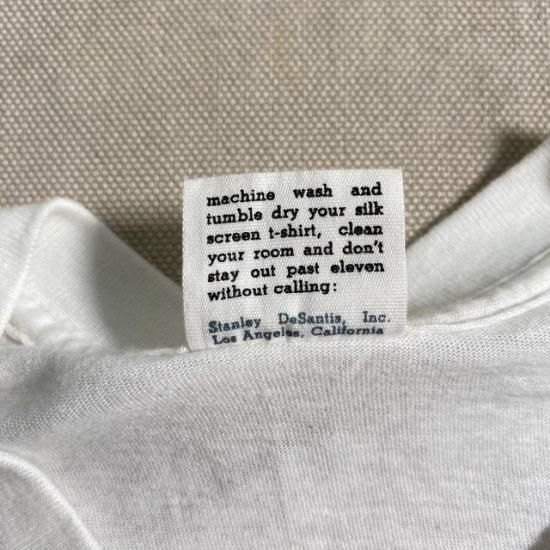 machine wash and
tumble dry your silk
screen t-shirt, clean
your room and don't
stay out past eleven
without calling:
Stanley DeSantis, Inc.
Los Angeles, California